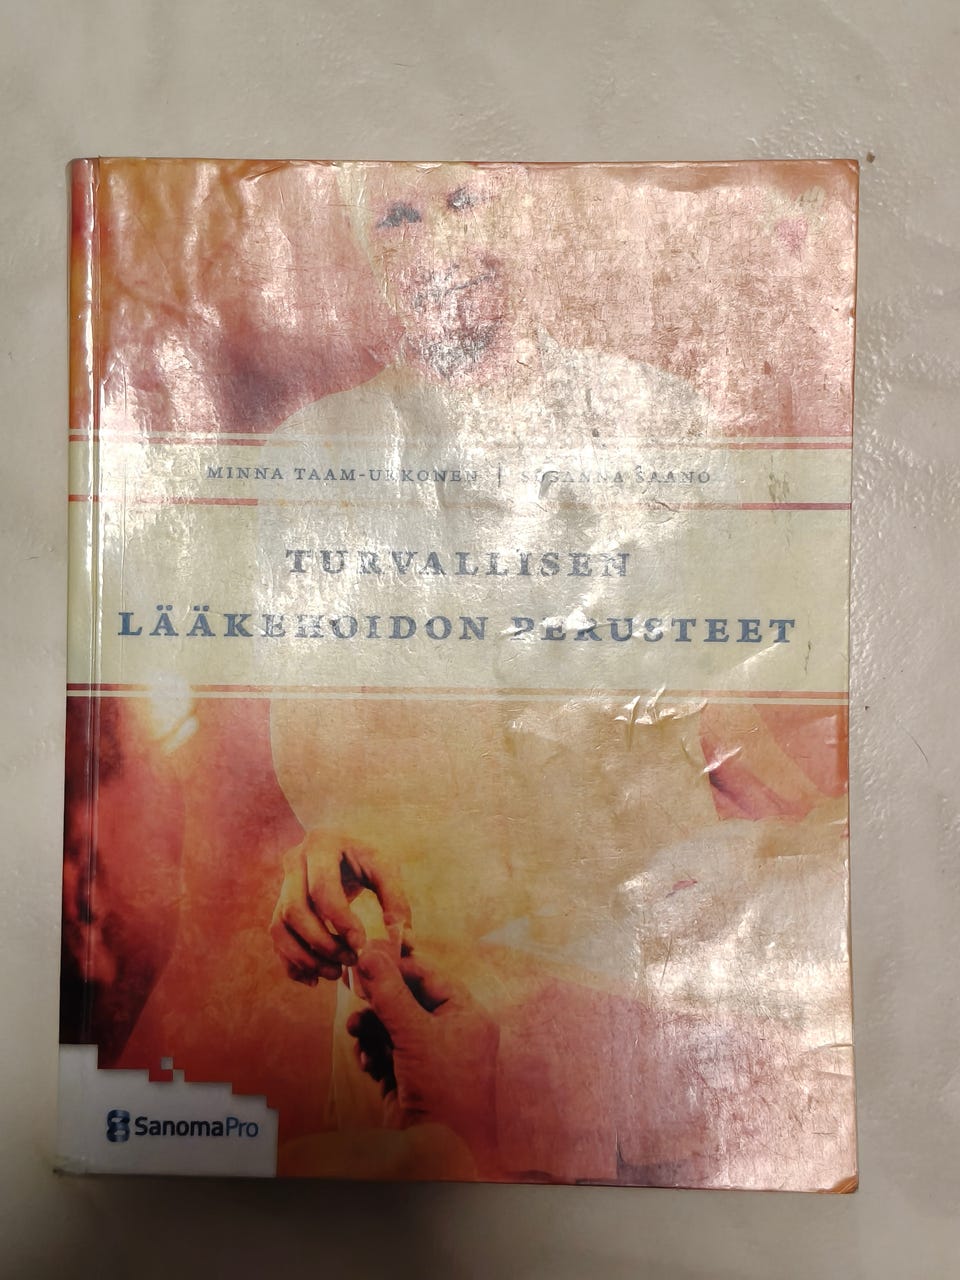 MINNA TAAM-UKKONEN | SUSANNA SAANO
TURVALLISEN
LÄÄKEHOIDON PERUSTEET
SanomaPro